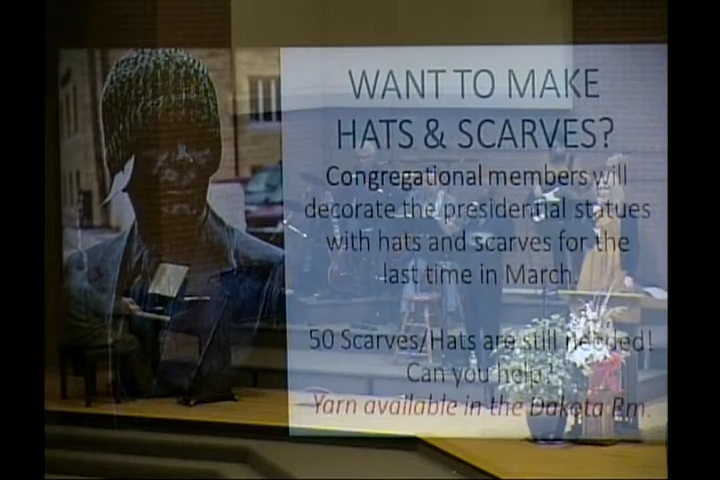 WANT TO MAKE
HATS & SCARVES?
Congregational members will
decorate the presidential statues
with hats and scarves for the
last time in March.
50 Scarves/Hats are still needed!
Can you help?
Yarn available in the Dakota Rm.